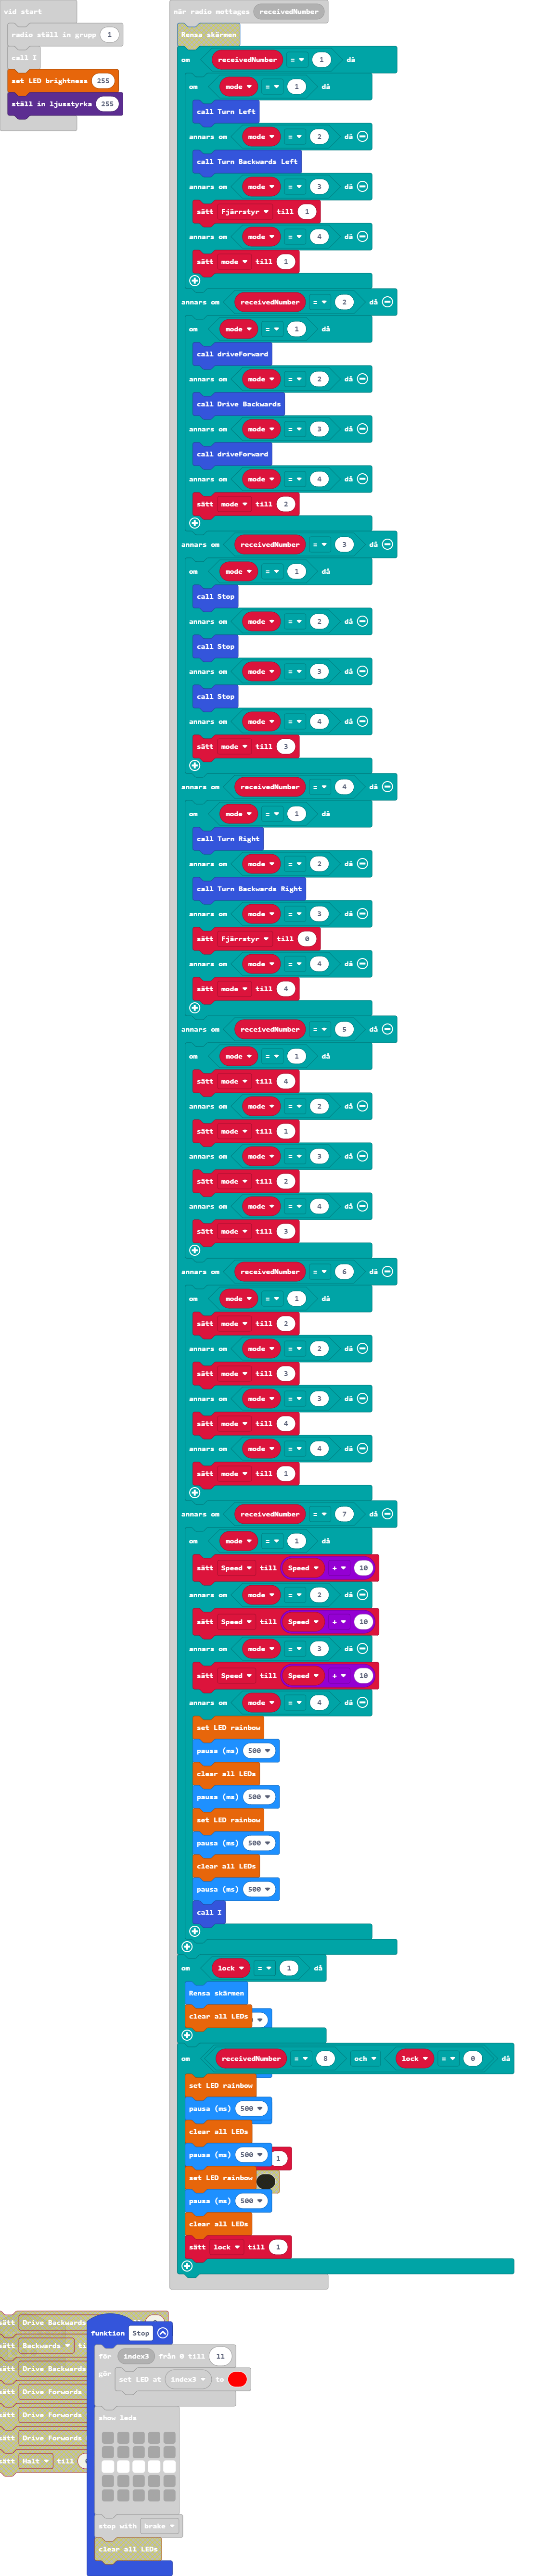 vid start
radio ställ in grupp 1
call I
set LED brightness 255
ställ in ljusstyrka 255
när radio mottages receivedNumber
Rensa skärmen
om receivedNumber = 1 då
om mode = 1 då
call Turn Left
annars om mode = 2 då
call Turn Backwards Left
annars om mode = 3 då
sätt Fjärrstyr till 1
annars om mode = 4 då
sätt mode till 1
annars om receivedNumber = 2 då
om mode = 1 då
call driveForward
annars om mode = 2 då
call Drive Backwards
annars om mode = 3 då
call driveForward
annars om mode = 4 då
sätt mode till 2
annars om receivedNumber = 3 då
om mode = 1 då
call Stop
annars om mode = 2 då
call Stop
annars om mode = 3 då
call Stop
annars om mode = 4 då
sätt mode till 3
annars om receivedNumber = 4 då
om mode = 1 då
call Turn Right
annars om mode = 2 då
call Turn Backwards Right
annars om mode = 3 då
sätt Fjärrstyr till 0
annars om mode = 4 då
sätt mode till 4
annars om receivedNumber = 5 då
om mode = 1 då
sätt mode till 4
annars om mode = 2 då
sätt mode till 1
annars om mode = 3 då
sätt mode till 2
annars om mode = 4 då
sätt mode till 3
annars om receivedNumber = 6 då
om mode = 1 då
sätt mode till 2
annars om mode = 2 då
sätt mode till 3
annars om mode = 3 då
sätt mode till 4
annars om mode = 4 då
sätt mode till 1
annars om receivedNumber = 7 då
om mode = 1 då
sätt Speed till Speed + 10
annars om mode = 2 då
sätt Speed till Speed + 10
annars om mode = 3 då
sätt Speed till Speed + 10
annars om mode = 4 då
set LED rainbow
pausa (ms) 500
clear all LEDs
pausa (ms) 500
set LED rainbow
pausa (ms) 500
clear all LEDs
pausa (ms) 500
call I
om lock = 1 då
Rensa skärmen
clear all LEDs
om receivedNumber = 8 och lock = 0 då
set LED rainbow
pausa (ms) 500
clear all LEDs
pausa (ms) 500 1
set LED rainbow
pausa (ms) 500
clear all LEDs
sätt lock till 1
sätt Drive Backwards
sätt Backwards
sätt Drive Backwards
sätt Drive Forwords
sätt Drive Forwords
sätt Drive Forwords
sätt Halt till
funktion Stop
för index3 från 0 till 11
gör set LED at index3 to
show leds
stop with brake
clear all LEDs